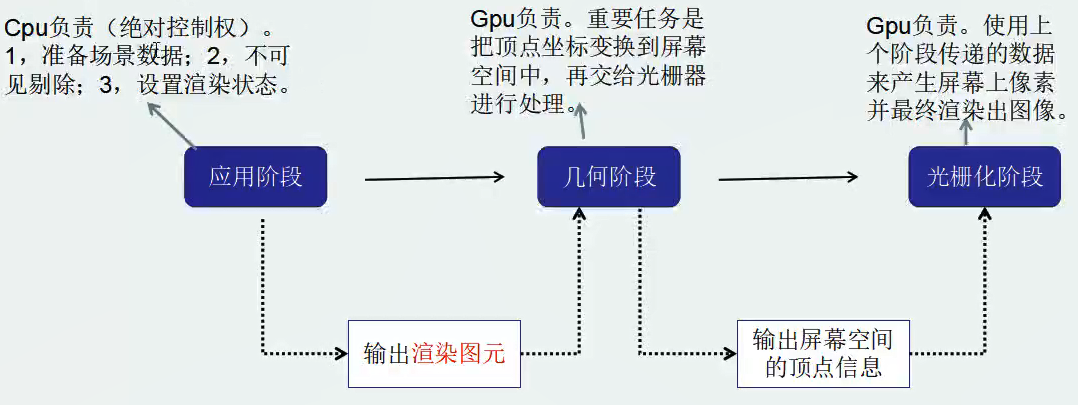 Cpu负责（绝对控制权）。
1，准备场景数据；2，不可
见剔除；3，设置渲染状态。
Gpu负责。重要任务是
把顶点坐标变换到屏幕
空间中，再交给光栅器
进行处理。
Gpu负责。使用上
个阶段传递的数据
来产生屏幕上像素
并最终渲染出图像。
应用阶段
几何阶段
光栅化阶段
输出渲染图元
输出屏幕空间
的顶点信息